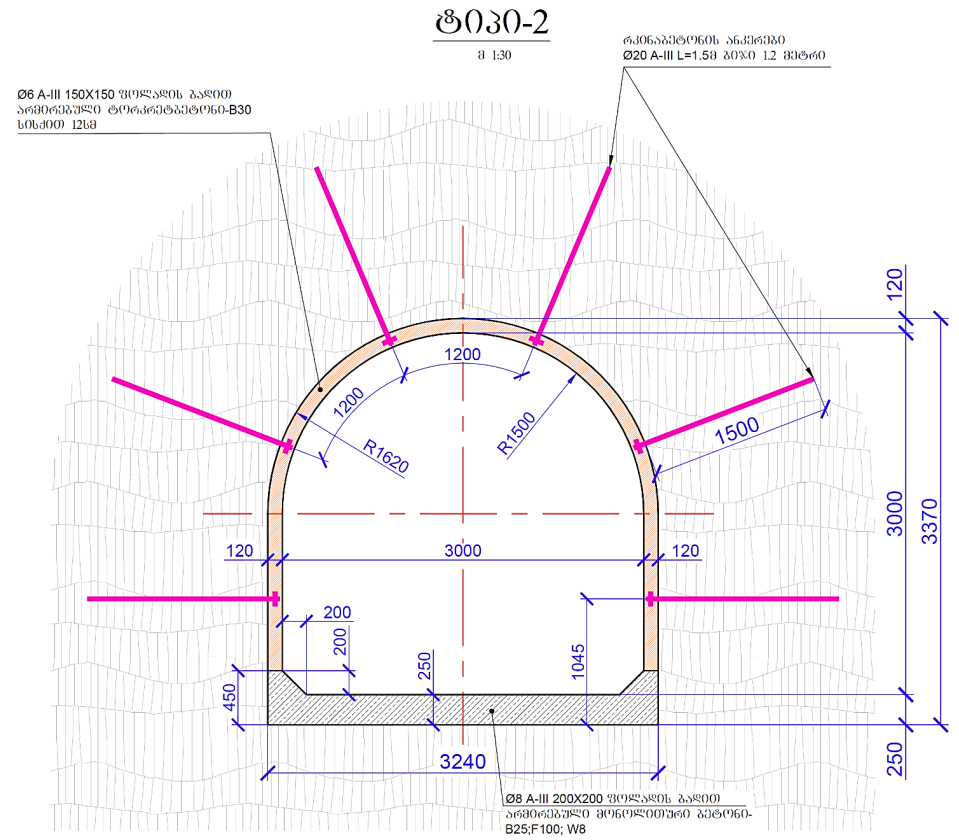 ტიპი-2
მ 1:30
რკინაბეტონის ანკერები
Ø20 A-III L=1.5მ ბიჯი 1.2 მეტრი
Ø6 A-III 150X150 ფოლადის ბადით
არმირებული ტორკრეტბეტონი-B30
სისქით 12სმ
120
1200
1200
R1620
R1500
1500
3000
3370
120
3000
120
200
200
250
450
1045
3240
250
Ø8 A-III 200X200 ფოლადის ბადით
არმირებული მონოლითური ბეტონი-
B25;F100; W8